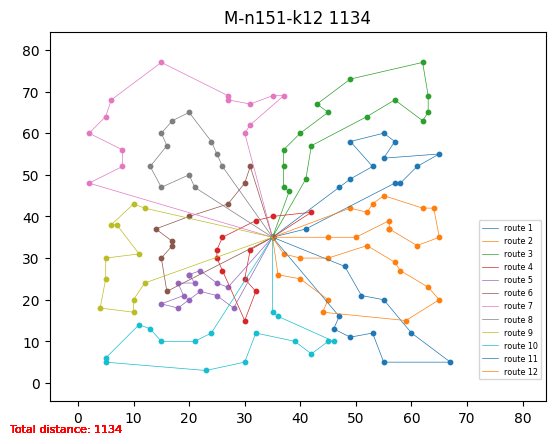 M-n151-k12 1134
80
70
60
50
40
30
20
10
0
0 10 20 30 40 50 60 70 80
route 1
route 2
route 3
route 4
route 5
route 6
route 7
route 8
route 9
route 10
route 11
route 12
Total distance: 1134